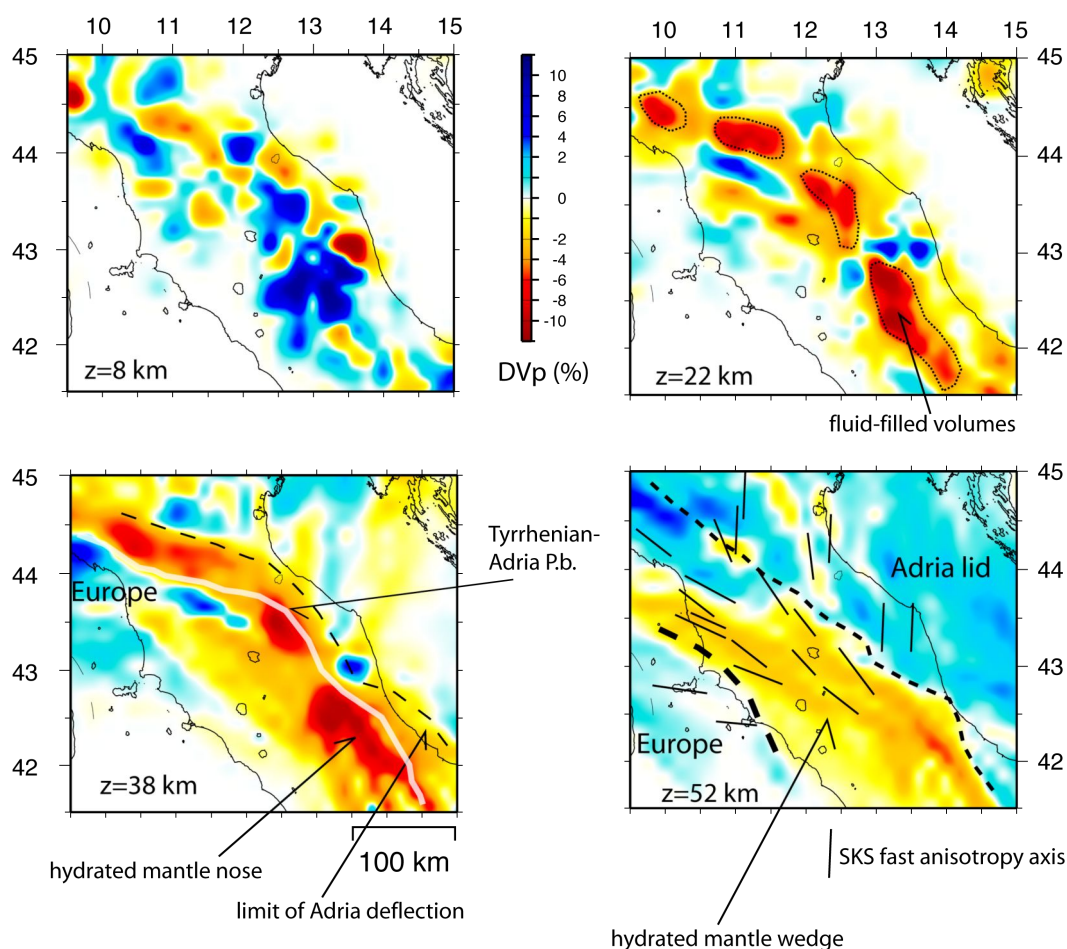 10 11 12 13 14 15
10 11 12 13 14 15
45
44
43
42
z=8 km
10
8
6
4
2
0
-2
-4
-6
-8
-10
DVp (%)
45
44
43
42
z=22 km
fluid-filled volumes
45
44
43
42
Europe
z=38 km
Tyrrhenian-
Adria P.b.
hydrated mantle nose
100 km
limit of Adria deflection
45
44
43
42
Adria lid
Europe
z=52 km
SKS fast anisotropy axis
hydrated mantle wedge